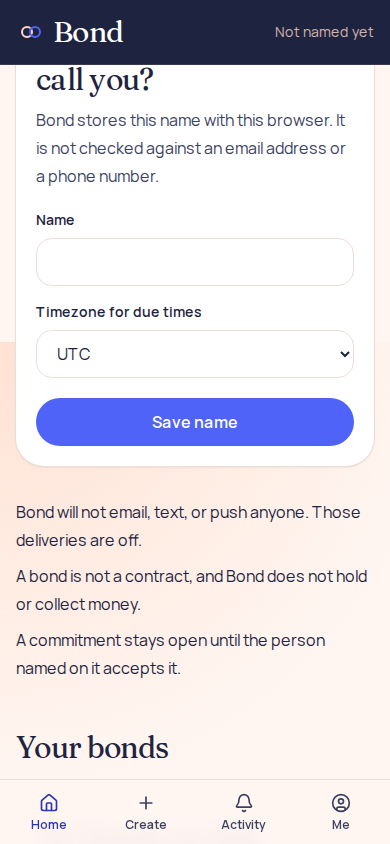 Bond
Not named yet
call you?
Bond stores this name with this browser. It
is not checked against an email address or
a phone number.
Name
Timezone for due times
UTC
Save name
Bond will not email, text, or push anyone. Those
deliveries are off.
A bond is not a contract, and Bond does not hold
or collect money.
A commitment stays open until the person
named on it accepts it.
Your bonds
Home
Create
Activity
Me